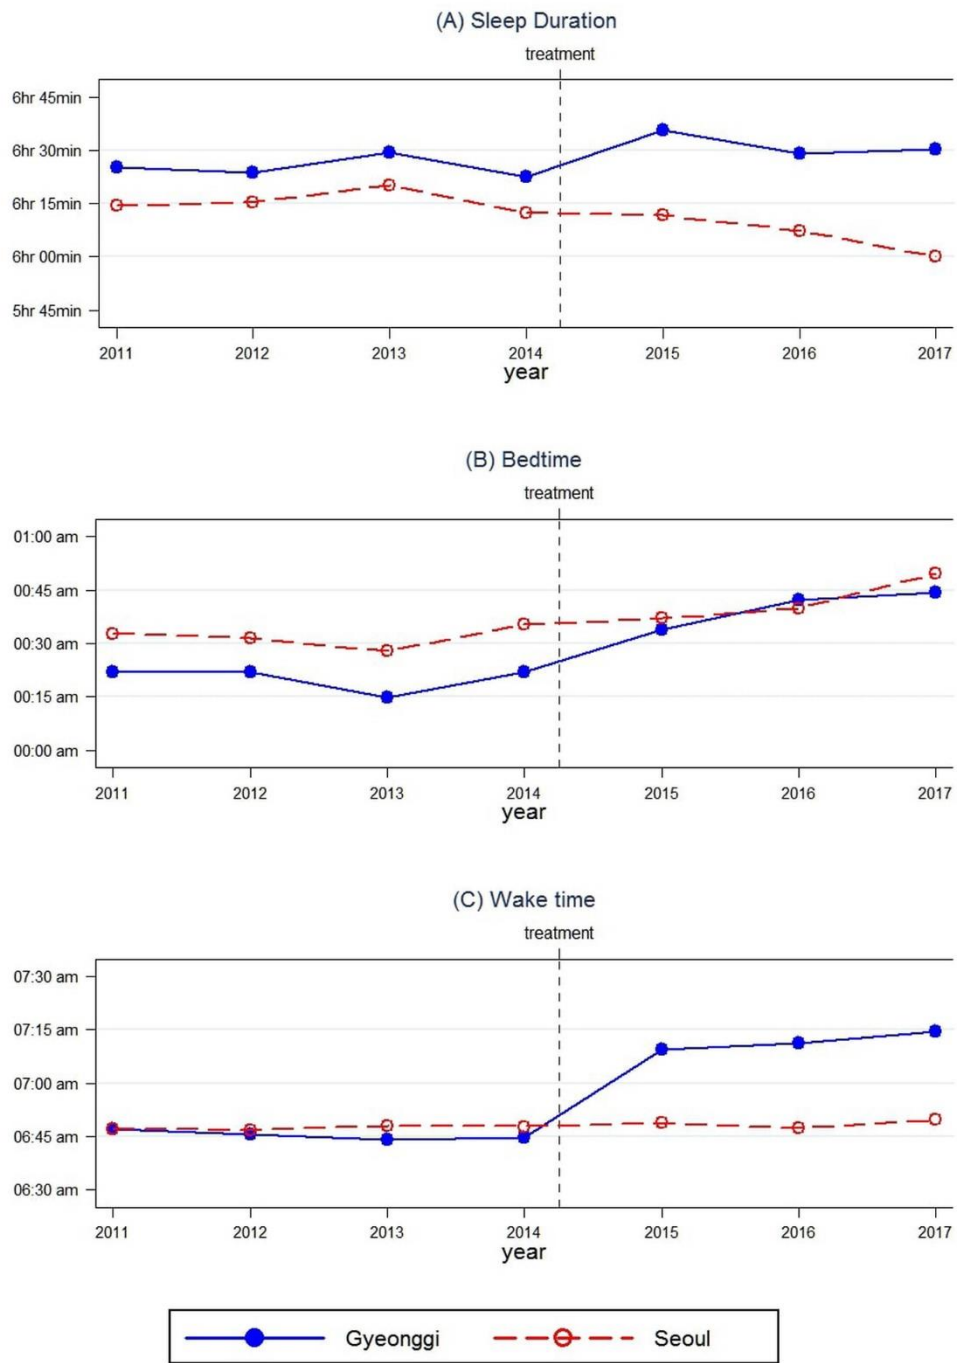 (A) Sleep Duration
treatment
6hr 45min
6hr 30min
6hr 15min
6hr 00min
5hr 45min
2011 2012 2013 2014 2015 2016 2017
year
(B) Bedtime
treatment
01:00 am
00:45 am
00:30 am
00:15 am
00:00 am
2011 2012 2013 2014 2015 2016 2017
year
(C) Wake time
treatment
07:30 am
07:15 am
07:00 am
06:45 am
06:30 am
2011 2012 2013 2014 2015 2016 2017
year
Gyeonggi Seoul